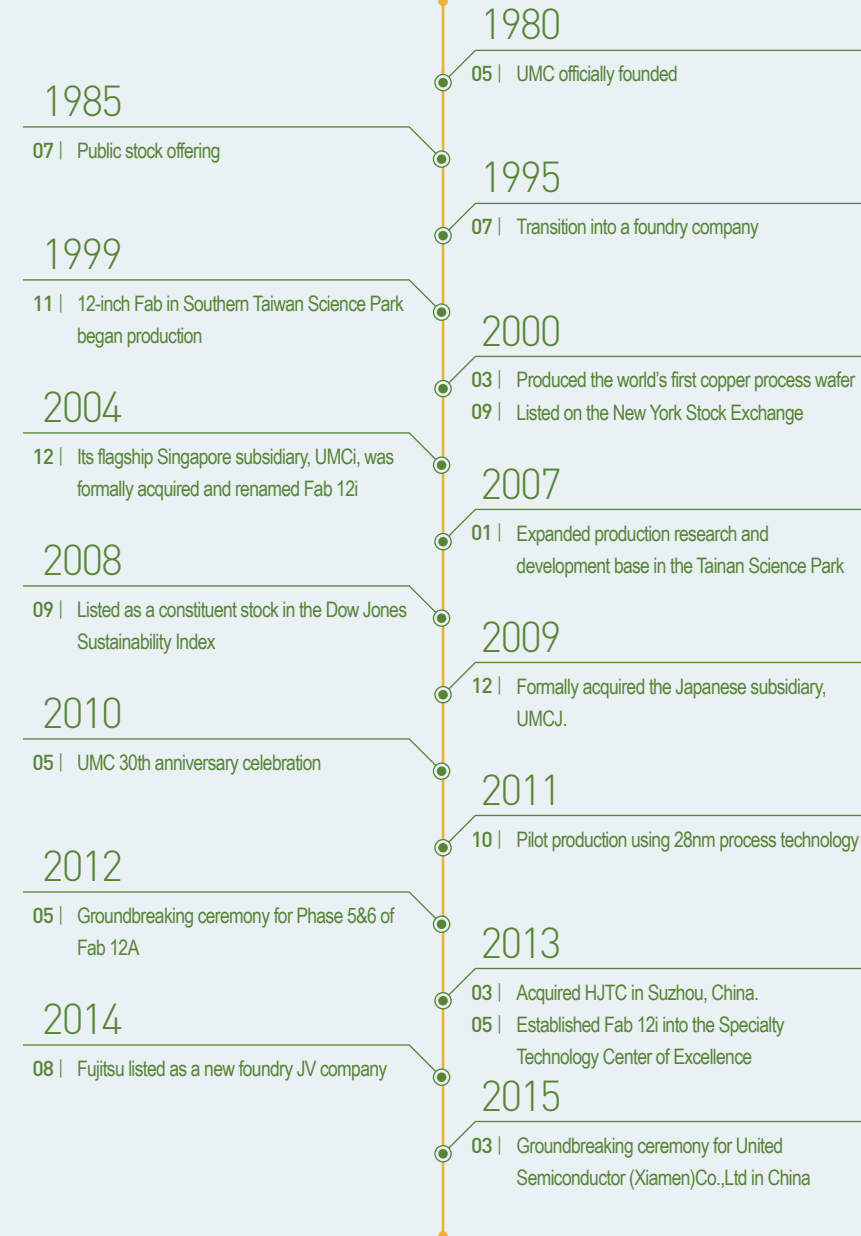 1980
05 | UMC officially founded
1985
07 | Public stock offering
1995
07 | Transition into a foundry company
1999
11 | 12-inch Fab in Southern Taiwan Science Park
began production
2000
03 | Produced the world's first copper process wafer
09 | Listed on the New York Stock Exchange
2004
12 | Its flagship Singapore subsidiary, UMCi, was
formally acquired and renamed Fab 12i
2007
01 | Expanded production research and
development base in the Tainan Science Park
2008
09 | Listed as a constituent stock in the Dow Jones
Sustainability Index
2009
12 | Formally acquired the Japanese subsidiary,
UMCJ.
2010
05 | UMC 30th anniversary celebration
2011
10 | Pilot production using 28nm process technology
2012
05 | Groundbreaking ceremony for Phase 5&6 of
Fab 12A
2013
03 | Acquired HJTC in Suzhou, China.
05 | Established Fab 12i into the Specialty
Technology Center of Excellence
2014
08 | Fujitsu listed as a new foundry JV company
2015
03 | Groundbreaking ceremony for United
Semiconductor (Xiamen)Co.,Ltd in China